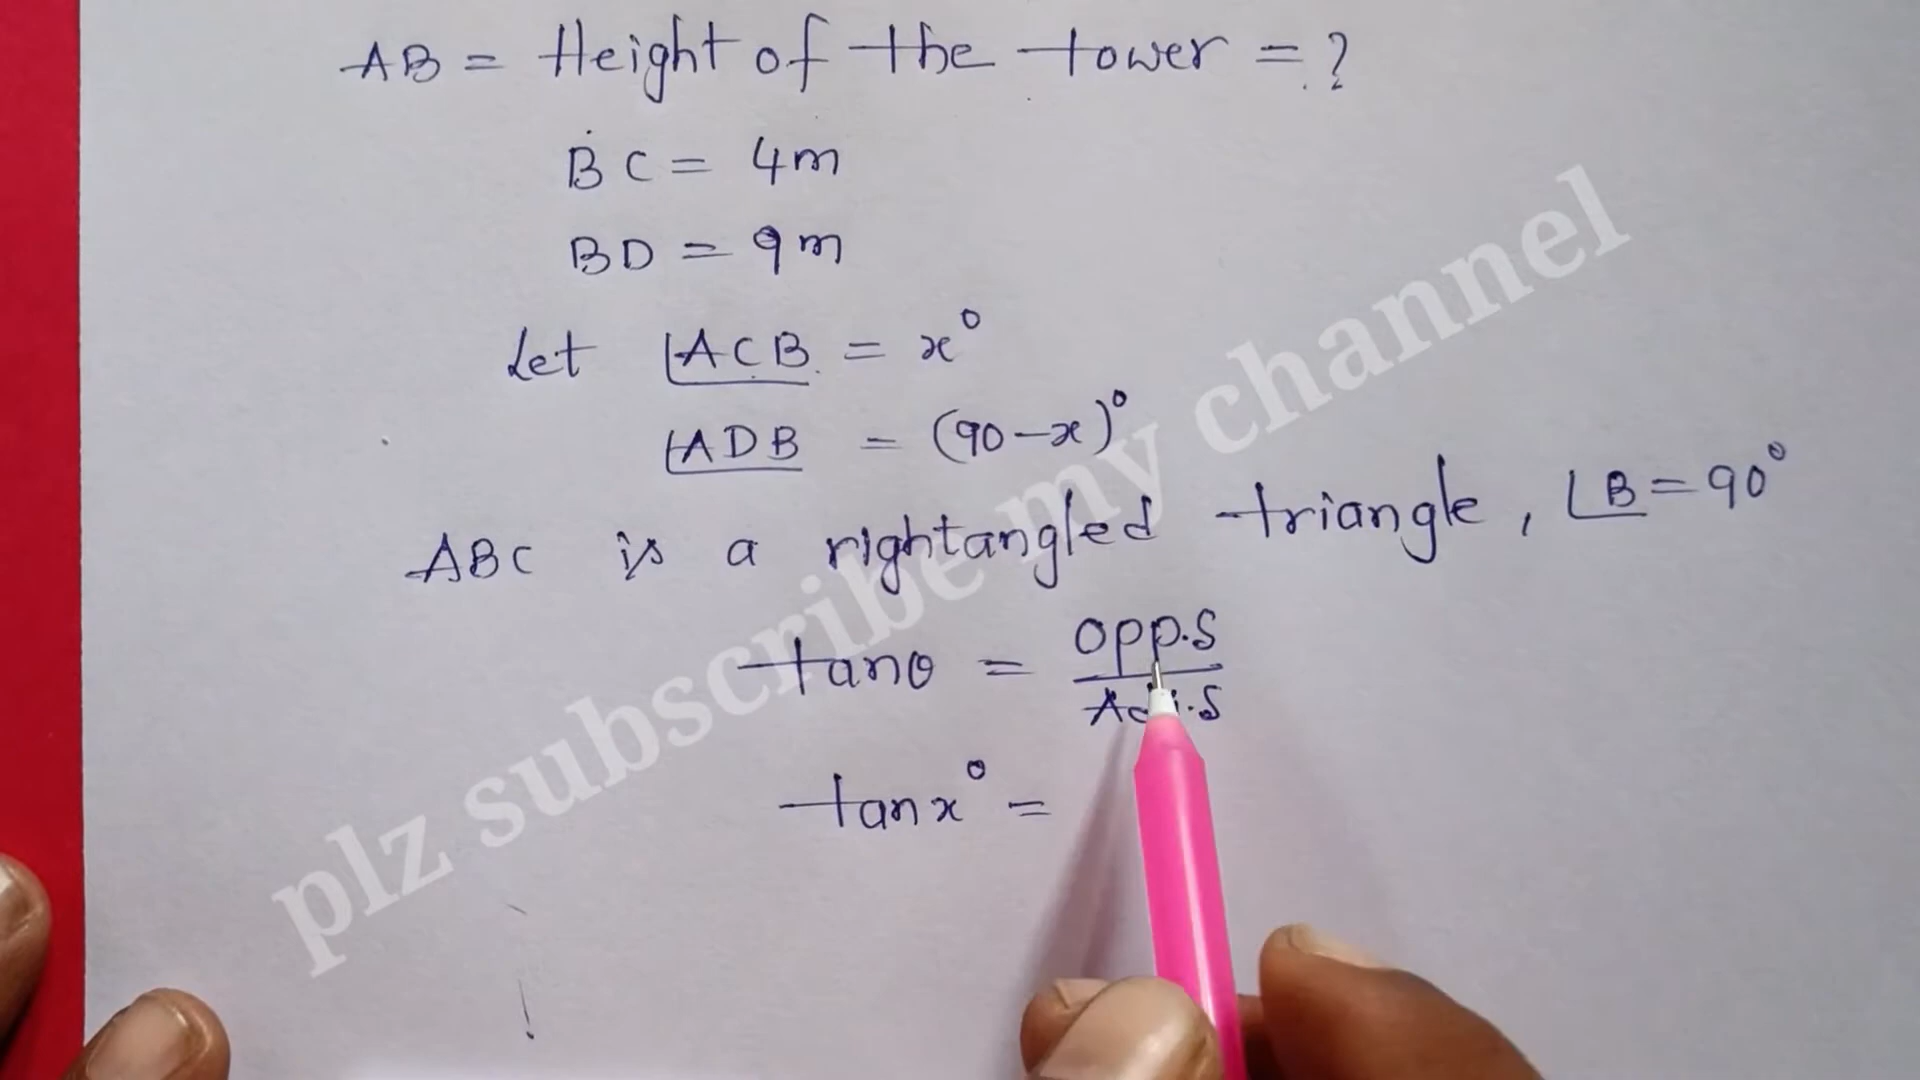 AB = Height of the tower = ?
BC = 4m
BD = 9m
Let ∠ACB = x°
∠ADB = (90-x)°
ABC is a rightangled triangle, ∠B = 90°
tanθ = Opp.S / Adj.S
tan x° =
plz subscribe my channel